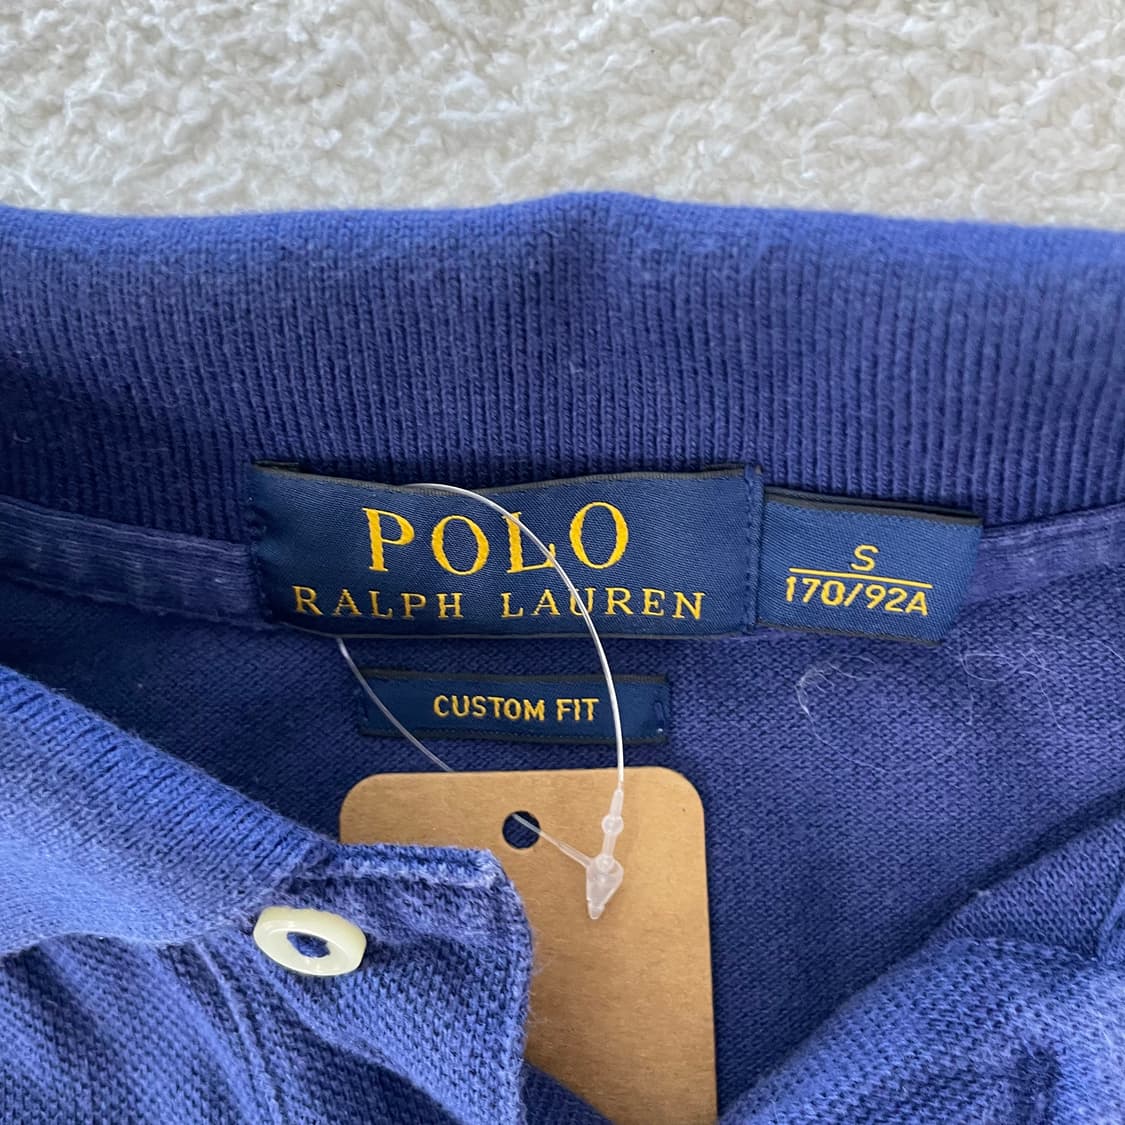 POLO
RALPH LAUREN
S
170/92A
CUSTOM FIT